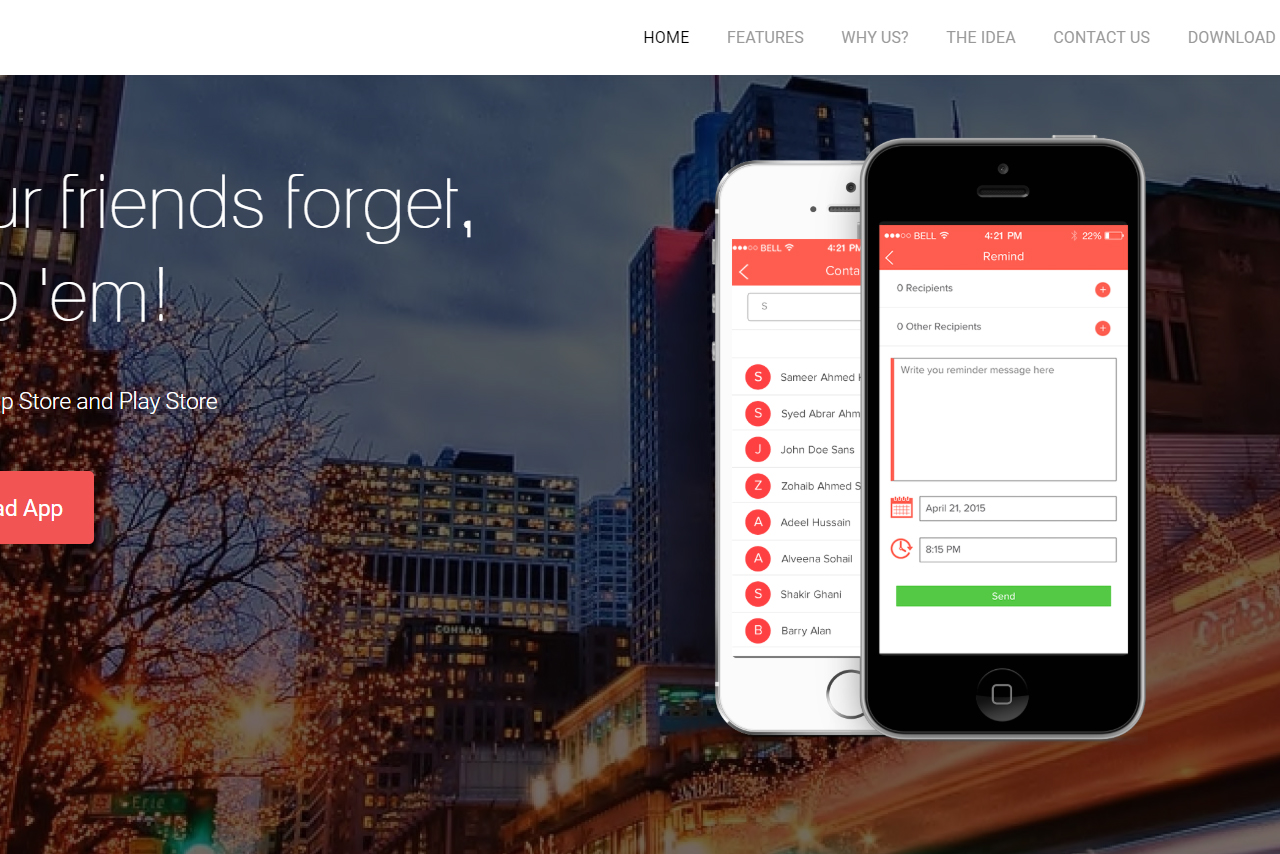 HOME FEATURES WHY US? THE IDEA CONTACT US DOWNLOAD
ur friends forget,
'em!
p Store and Play Store
ad App
BELL 4:21 PM
Conta
S
S Sameer Ahmed
S Syed Abrar Ahm
J John Doe Sans
Z Zohaib Ahmed S
A Adeel Hussain
A Alveena Sohail
S Shakir Ghani
B Barry Alan
BELL 4:21 PM 22%
Remind
0 Recipients +
0 Other Recipients +
Write you reminder message here
April 21, 2015
8:15 PM
Send
CONRAD
Erie